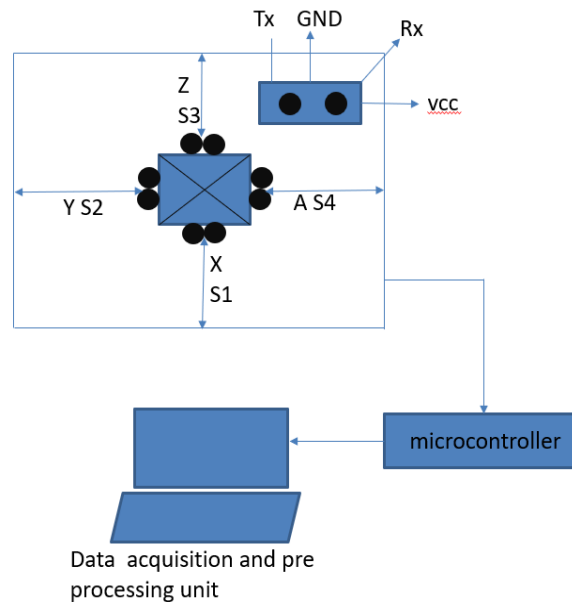 Tx
GND
Rx
Z
S3
vcc
Y S2
A S4
X
S1
microcontroller
Data acquisition and pre
processing unit